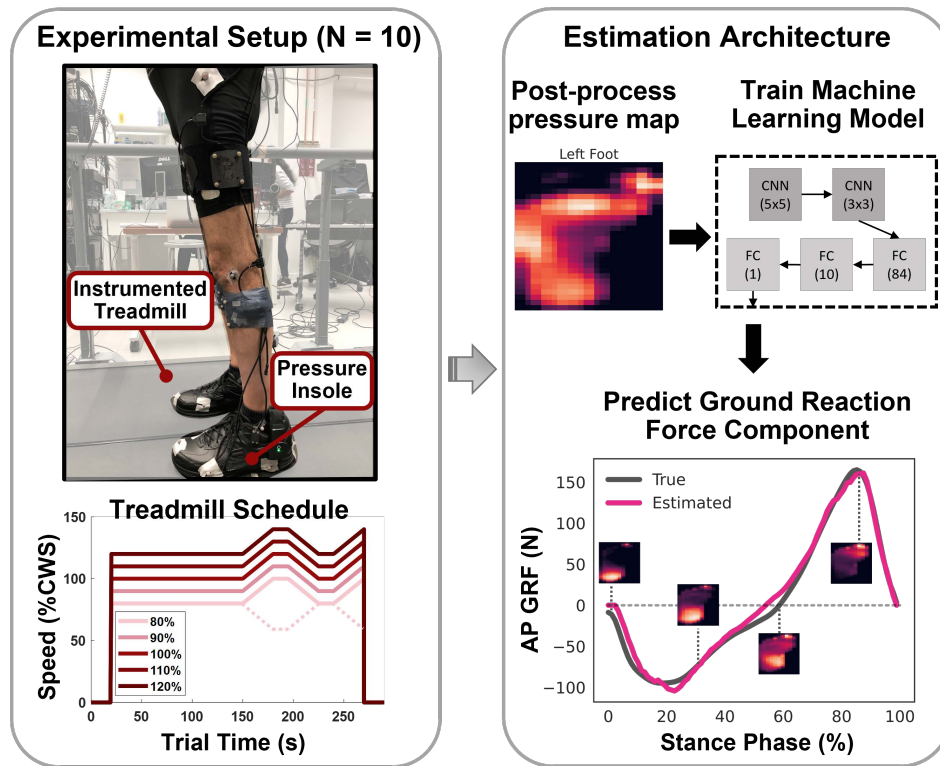 Experimental Setup (N = 10)
Instrumented
Treadmill
Pressure
Insole
Treadmill Schedule
Speed (%CWS)
150
100
50
0
80%
90%
100%
110%
120%
0 50 100 150 200 250
Trial Time (s)
Estimation Architecture
Post-process
pressure map
Left Foot
Train Machine
Learning Model
CNN
(5x5)
CNN
(3x3)
FC
(1)
FC
(10)
FC
(84)
Predict Ground Reaction
Force Component
True
Estimated
AP GRF (N)
150
100
50
0
−50
−100
0 20 40 60 80 100
Stance Phase (%)